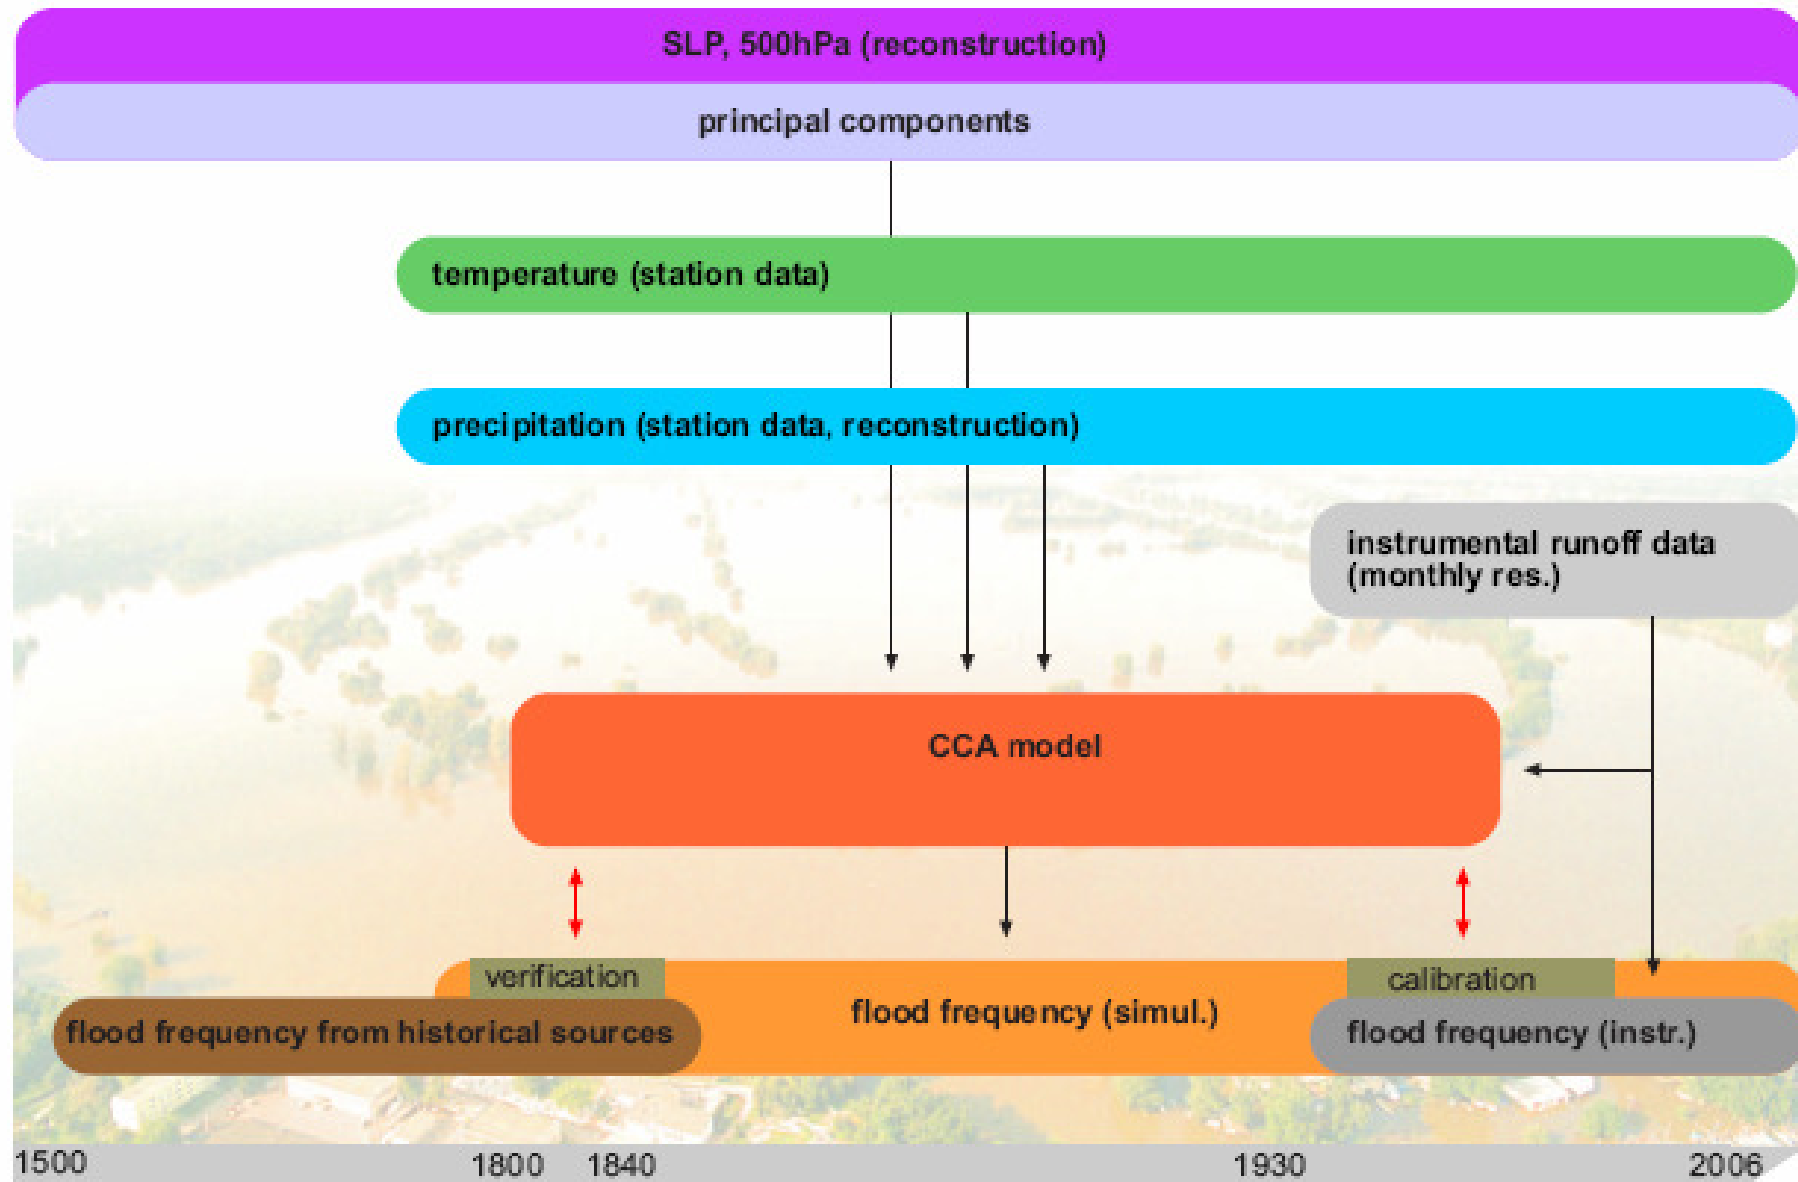 SLP, 500hPa (reconstruction)
principal components
temperature (station data)
precipitation (station data, reconstruction)
instrumental runoff data
(monthly res.)
CCA model
verification
calibration
flood frequency (simul.)
flood frequency from historical sources
flood frequency (instr.)
1500 1800 1840 1930 2006